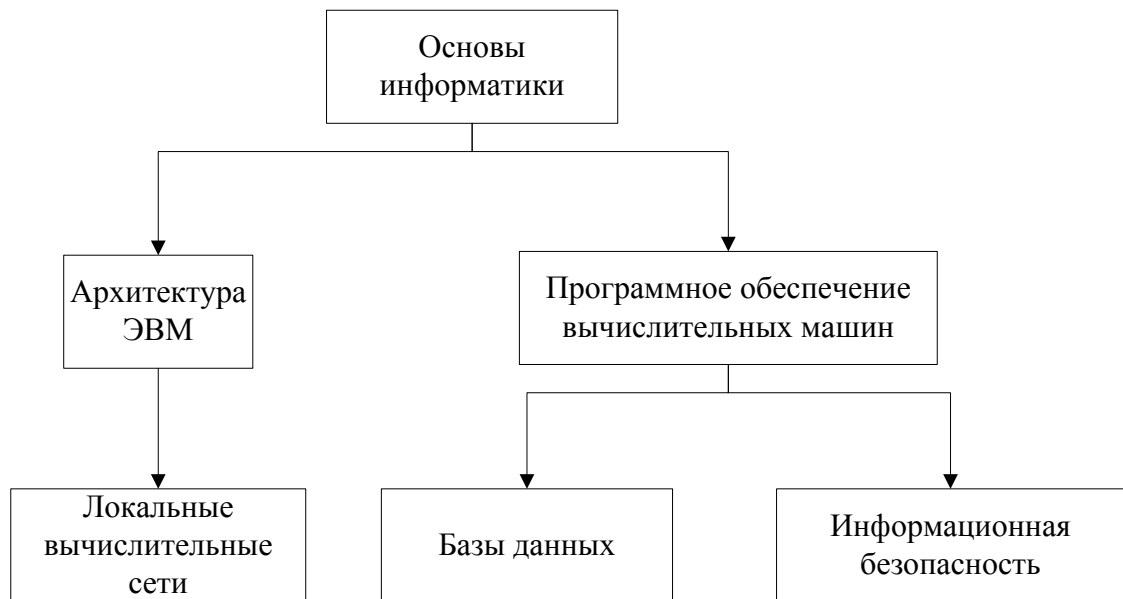 Основы
информатики
Архитектура
ЭВМ
Программное обеспечение
вычислительных машин
Локальные
вычислительные
сети
Базы данных
Информационная
безопасность